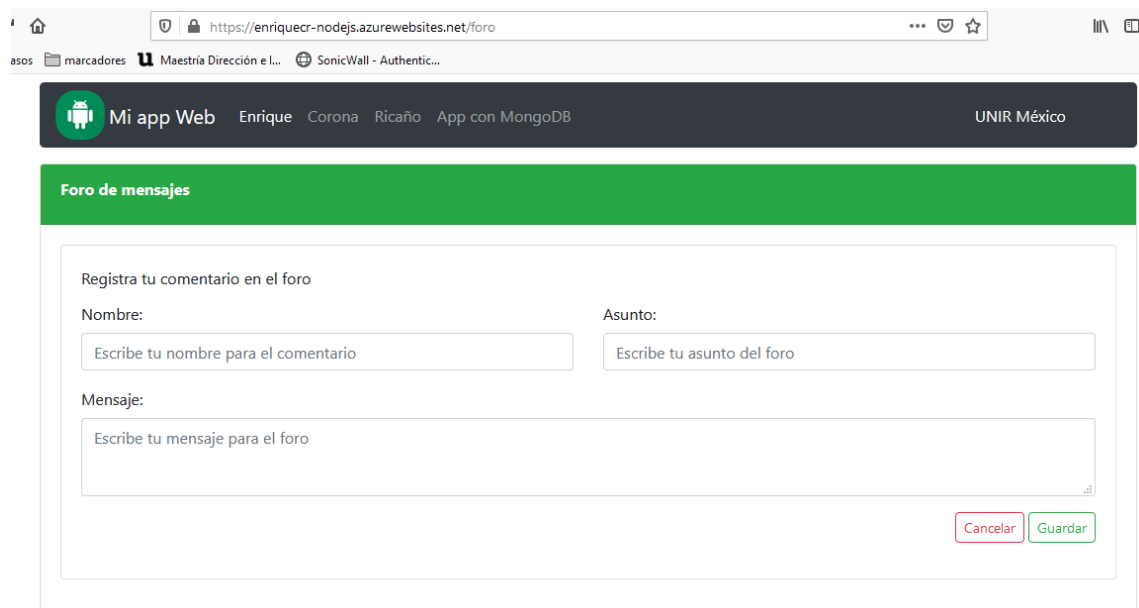 https://enriquecr-nodejs.azurewebsites.net/foro
asos marcadores Maestría Dirección e I... SonicWall - Authentic...
Mi app Web Enrique Corona Ricaño App con MongoDB UNIR México
Foro de mensajes
Registra tu comentario en el foro
Nombre: Asunto:
Escribe tu nombre para el comentario Escribe tu asunto del foro
Mensaje:
Escribe tu mensaje para el foro
Cancelar Guardar